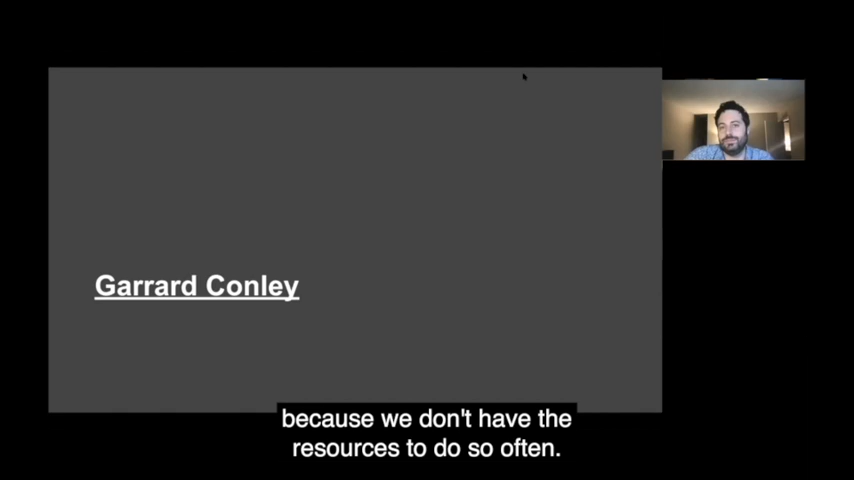 Garrard Conley
because we don't have the
resources to do so often.